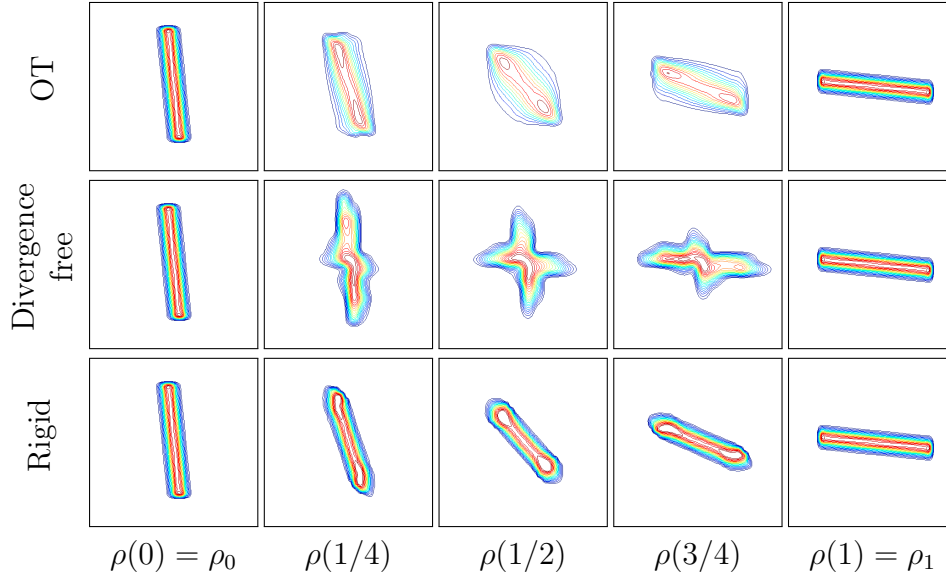 OT
Divergence
free
Rigid
ρ(0) = ρ₀
ρ(1/4)
ρ(1/2)
ρ(3/4)
ρ(1) = ρ₁